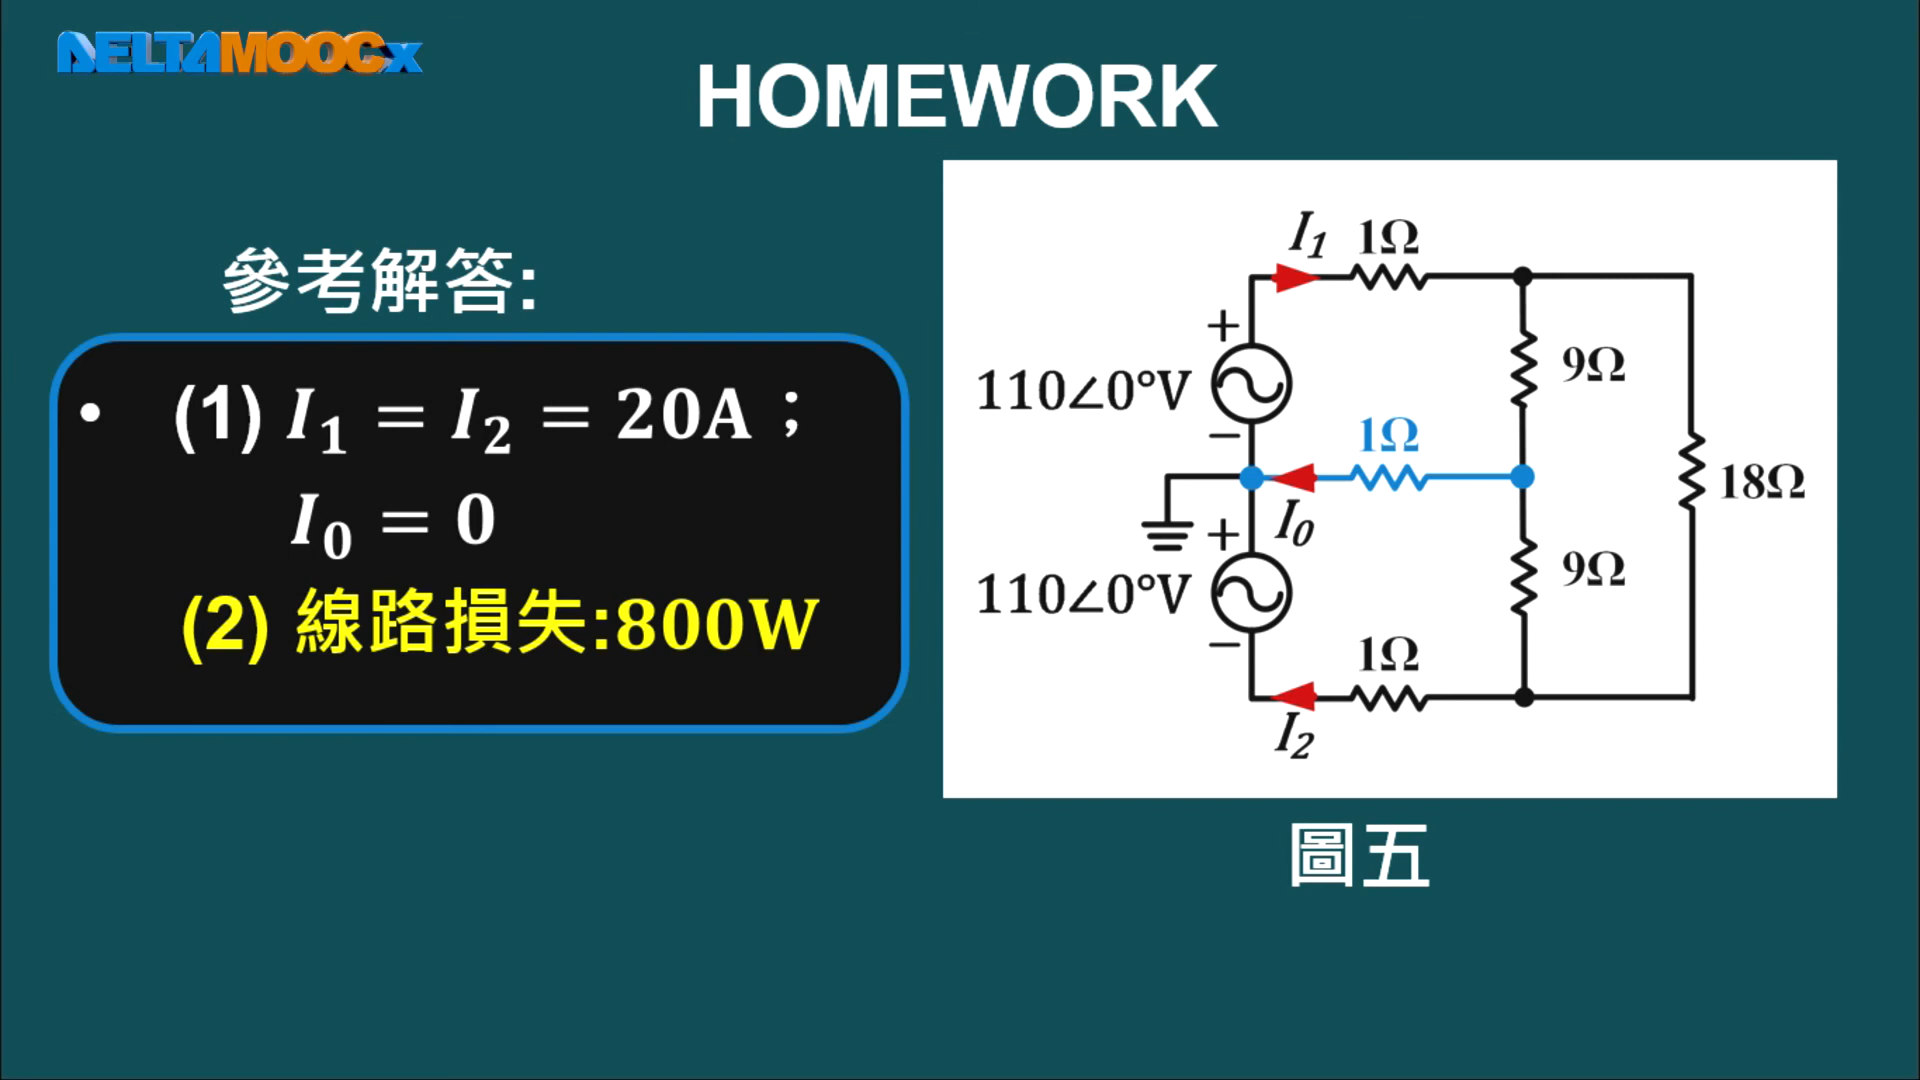 DELTAMOOCx
HOMEWORK
參考解答:
• (1) I₁ = I₂ = 20A；
I₀ = 0
(2) 線路損失:800W
I₁ 1Ω
+
110∠0°V
−
9Ω
1Ω
I₀
18Ω
+
110∠0°V
−
9Ω
1Ω
I₂
圖五